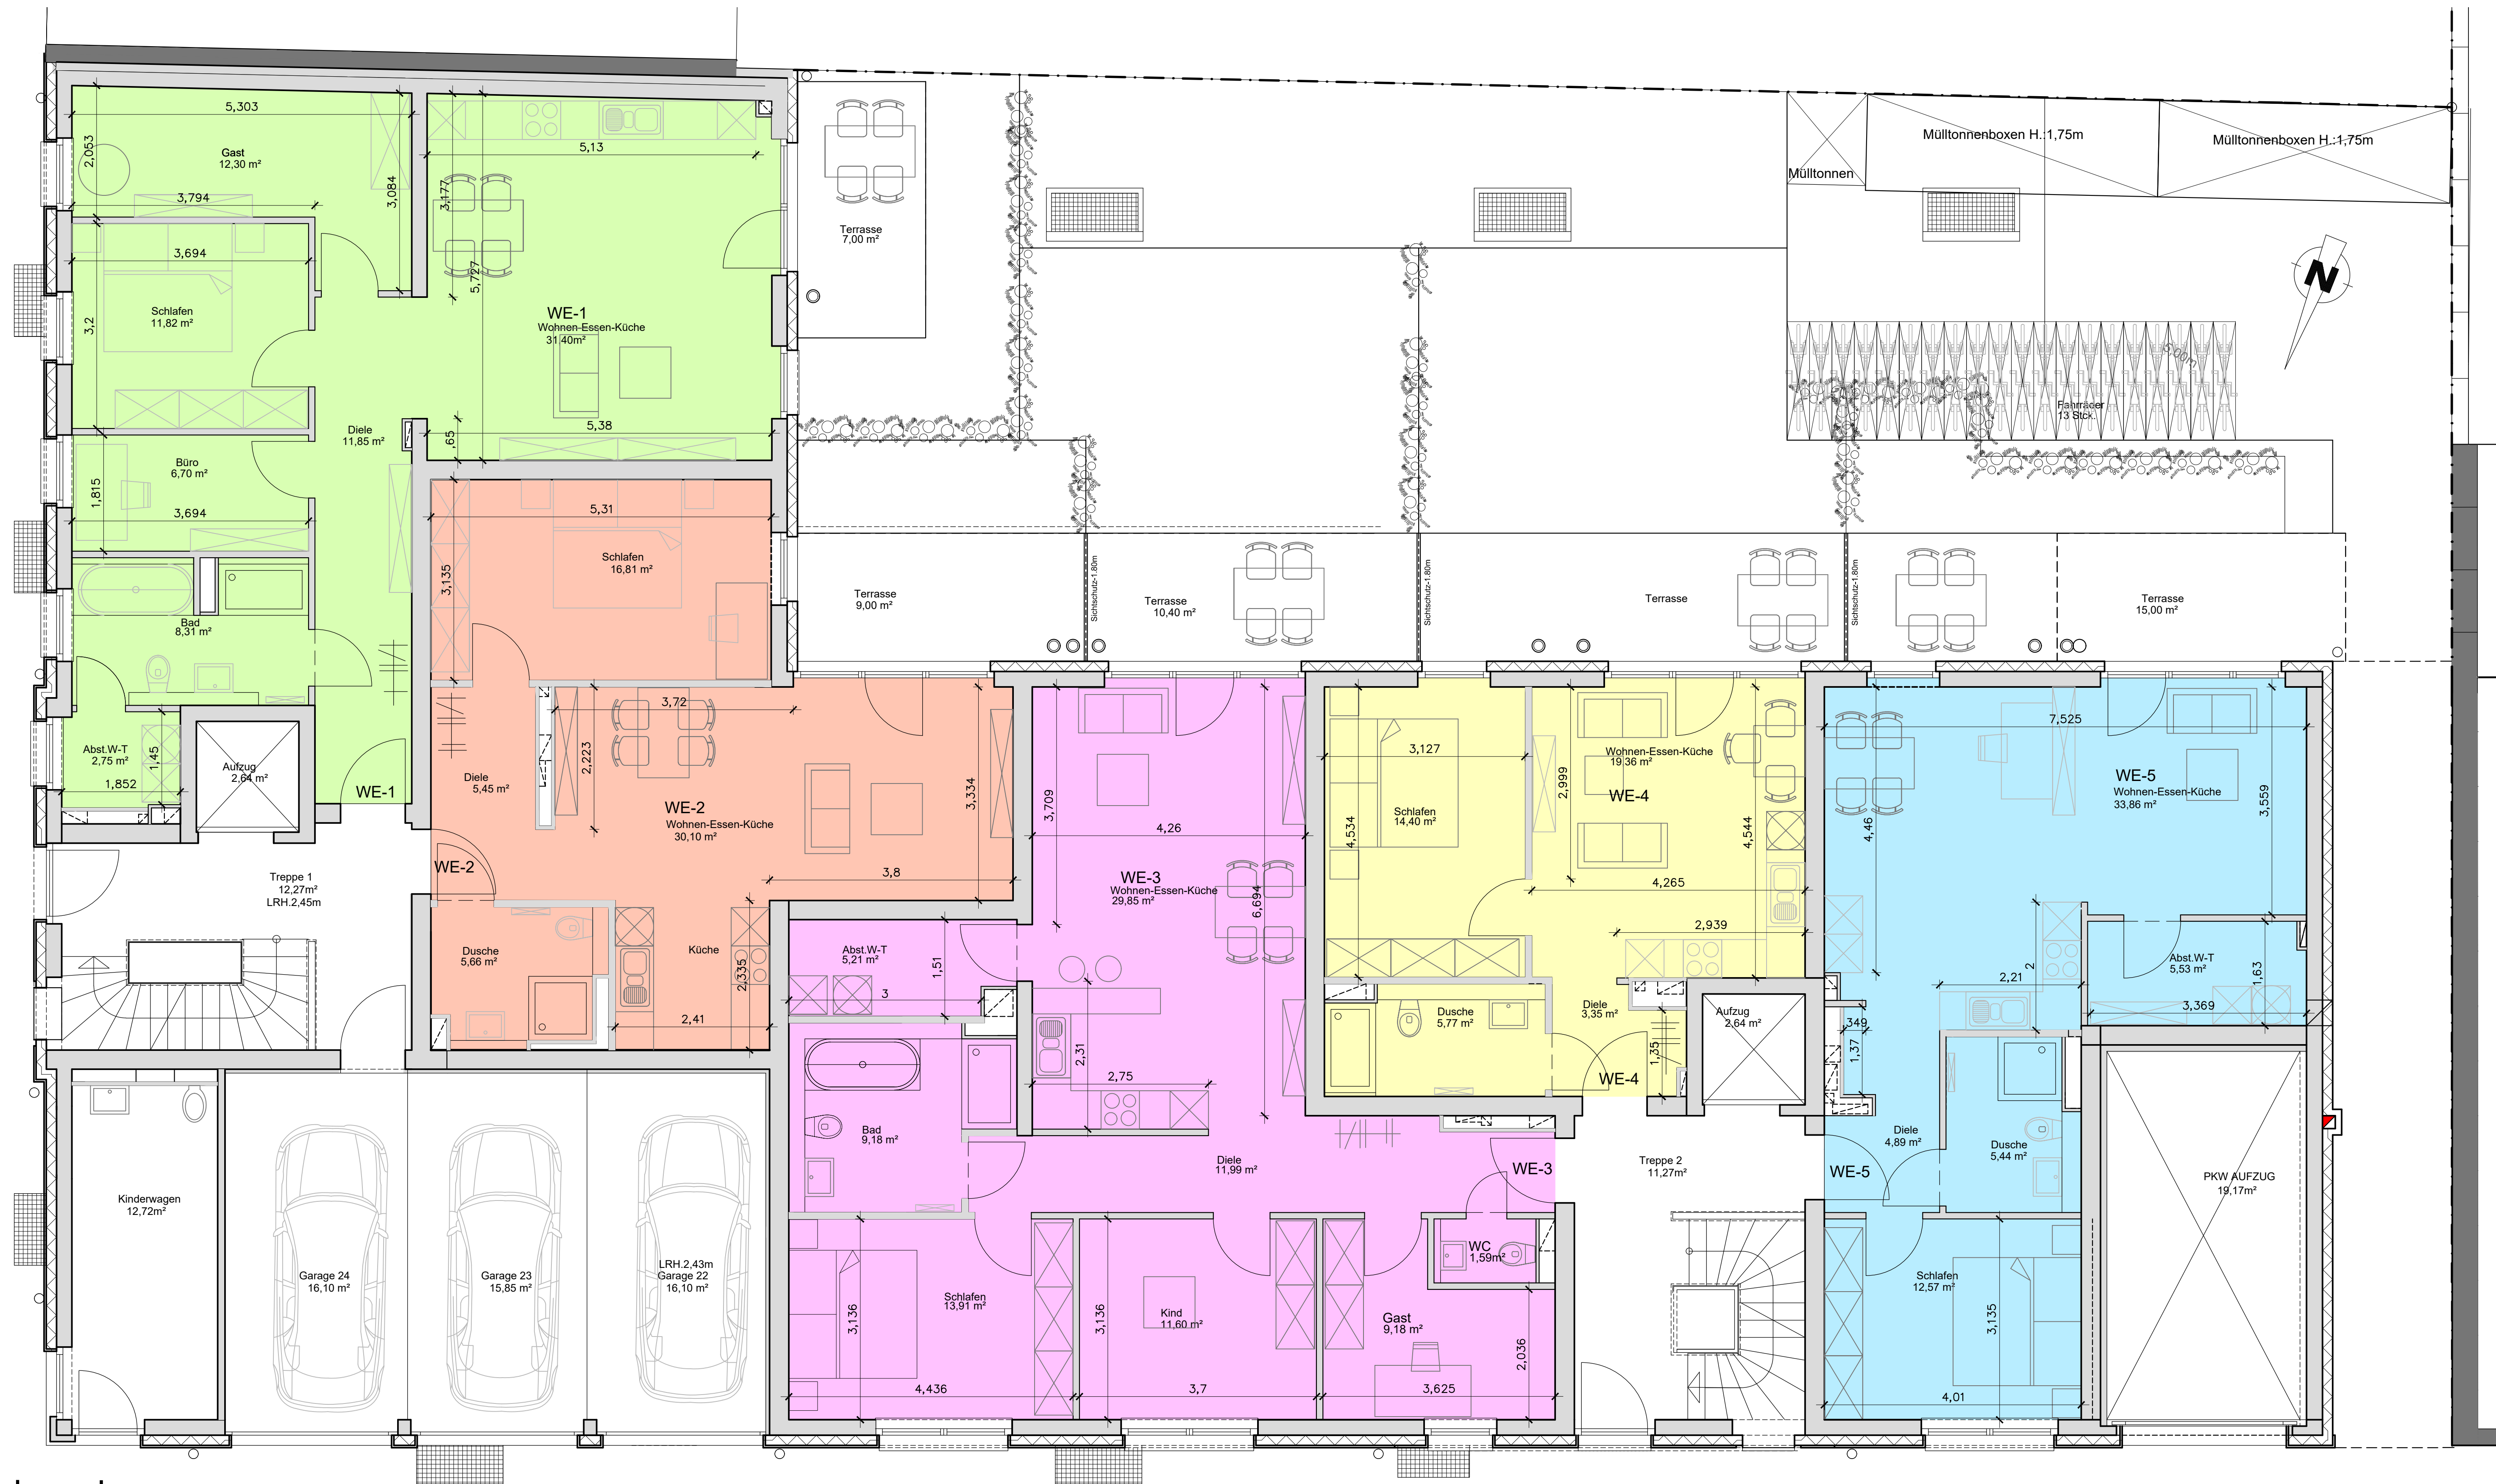 5,303
2,053
Gast
12,30 m²
3,794
3,084
5,13
3,177
5,727
3,694
Schlafen
11,82 m²
3,2
WE-1
Wohnen-Essen-Küche
31,40m²
5,38
,65
Diele
11,85 m²
Büro
6,70 m²
1,815
3,694
Bad
8,31 m²
Abst.W-T
2,75 m²
1,45
1,852
Aufzug
2,64 m²
WE-1
Treppe 1
12,27m²
LRH.2,45m
Kinderwagen
12,72m²
Garage 24
16,10 m²
Garage 23
15,85 m²
LRH.2,43m
Garage 22
16,10 m²
5,31
Schlafen
16,81 m²
3,135
3,72
2,223
Diele
5,45 m²
WE-2
Wohnen-Essen-Küche
30,10 m²
3,334
3,8
WE-2
Dusche
5,66 m²
Küche
2,335
2,41
Terrasse
7,00 m²
Terrasse
9,00 m²
Terrasse
10,40 m²
Sichtschutz-1.80m
Sichtschutz-1.80m
Terrasse
Sichtschutz-1.80m
Terrasse
15,00 m²
Mülltonnen
Mülltonnenboxen H.:1,75m
Mülltonnenboxen H.:1,75m
N
5,00m
Fahrräder
13 Stck.
3,709
4,26
WE-3
Wohnen-Essen-Küche
29,85 m²
6,694
Abst.W-T
5,21 m²
1,51
3
2,31
2,75
Bad
9,18 m²
Diele
11,99 m²
WE-3
WC
1,59m²
Schlafen
13,91 m²
3,136
4,436
Kind
11,60 m²
3,136
3,7
Gast
9,18 m²
2,036
3,625
3,127
Schlafen
14,40 m²
4,534
2,999
Wohnen-Essen-Küche
19,36 m²
WE-4
4,544
4,265
2,939
Dusche
5,77 m²
Diele
3,35 m²
1,35
WE-4
Aufzug
2,64 m²
Treppe 2
11,27m²
7,525
4,46
WE-5
Wohnen-Essen-Küche
33,86 m²
3,559
2
2,21
Abst.W-T
5,53 m²
1,63
3,369
,349
1,37
Diele
4,89 m²
WE-5
Dusche
5,44 m²
Schlafen
12,57 m²
3,135
4,01
PKW AUFZUG
19,17m²